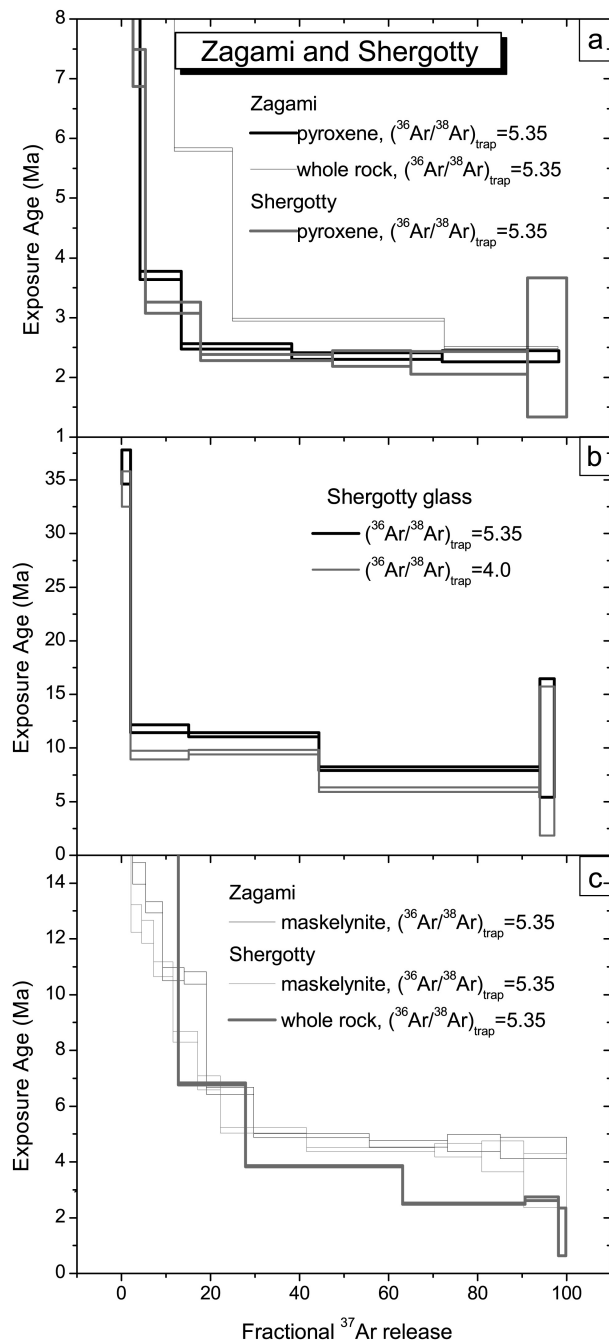 Zagami and Shergotty
a
Zagami
pyroxene, (³⁶Ar/³⁸Ar)trap=5.35
whole rock, (³⁶Ar/³⁸Ar)trap=5.35
Shergotty
pyroxene, (³⁶Ar/³⁸Ar)trap=5.35
Exposure Age (Ma)
8
7
6
5
4
3
2
1
b
Shergotty glass
(³⁶Ar/³⁸Ar)trap=5.35
(³⁶Ar/³⁸Ar)trap=4.0
Exposure Age (Ma)
35
30
25
20
15
10
5
0
c
Zagami
maskelynite, (³⁶Ar/³⁸Ar)trap=5.35
Shergotty
maskelynite, (³⁶Ar/³⁸Ar)trap=5.35
whole rock, (³⁶Ar/³⁸Ar)trap=5.35
Exposure Age (Ma)
14
12
10
8
6
4
2
0
0 20 40 60 80 100
Fractional ³⁷Ar release